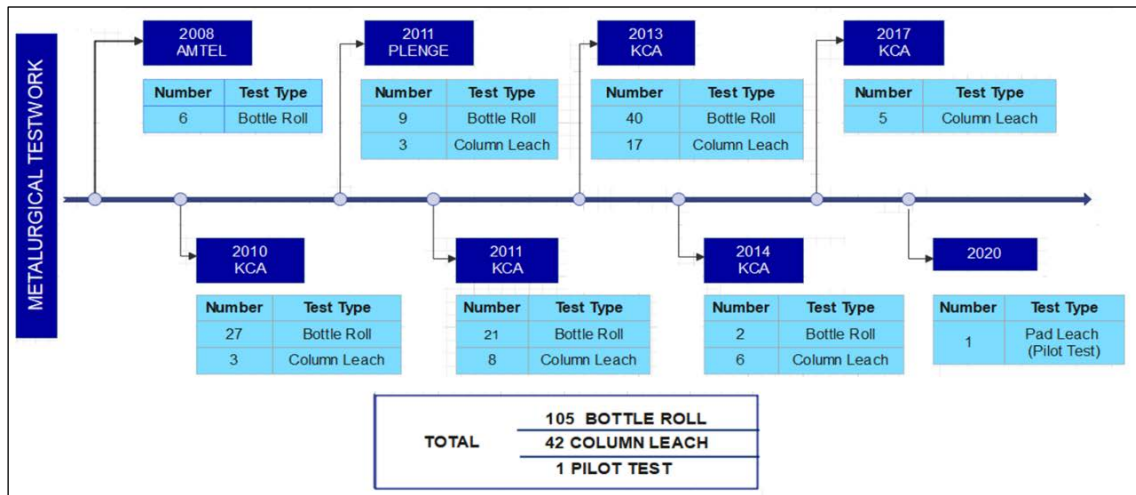 METALURGICAL TESTWORK
2008
AMTEL
Number Test Type
6 Bottle Roll
2011
PLENGE
Number Test Type
9 Bottle Roll
3 Column Leach
2013
KCA
Number Test Type
40 Bottle Roll
17 Column Leach
2017
KCA
Number Test Type
5 Column Leach
2010
KCA
Number Test Type
27 Bottle Roll
3 Column Leach
2011
KCA
Number Test Type
21 Bottle Roll
8 Column Leach
2014
KCA
Number Test Type
2 Bottle Roll
6 Column Leach
2020
Number Test Type
1 Pad Leach
(Pilot Test)
TOTAL
105 BOTTLE ROLL
42 COLUMN LEACH
1 PILOT TEST